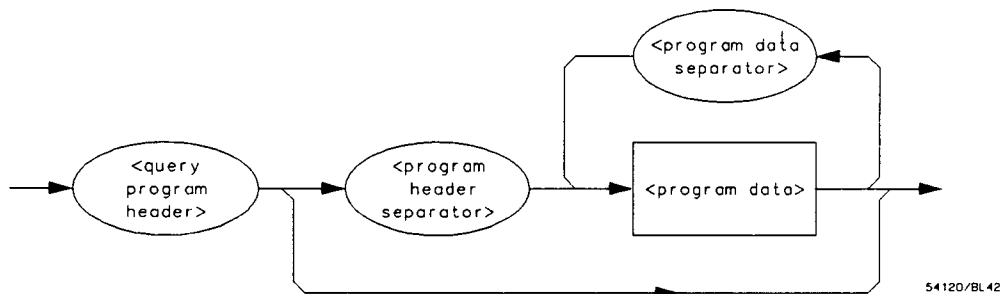 <program data
separator>
<query
program
header>
<program
header
separator>
<program data>
54120/BL42